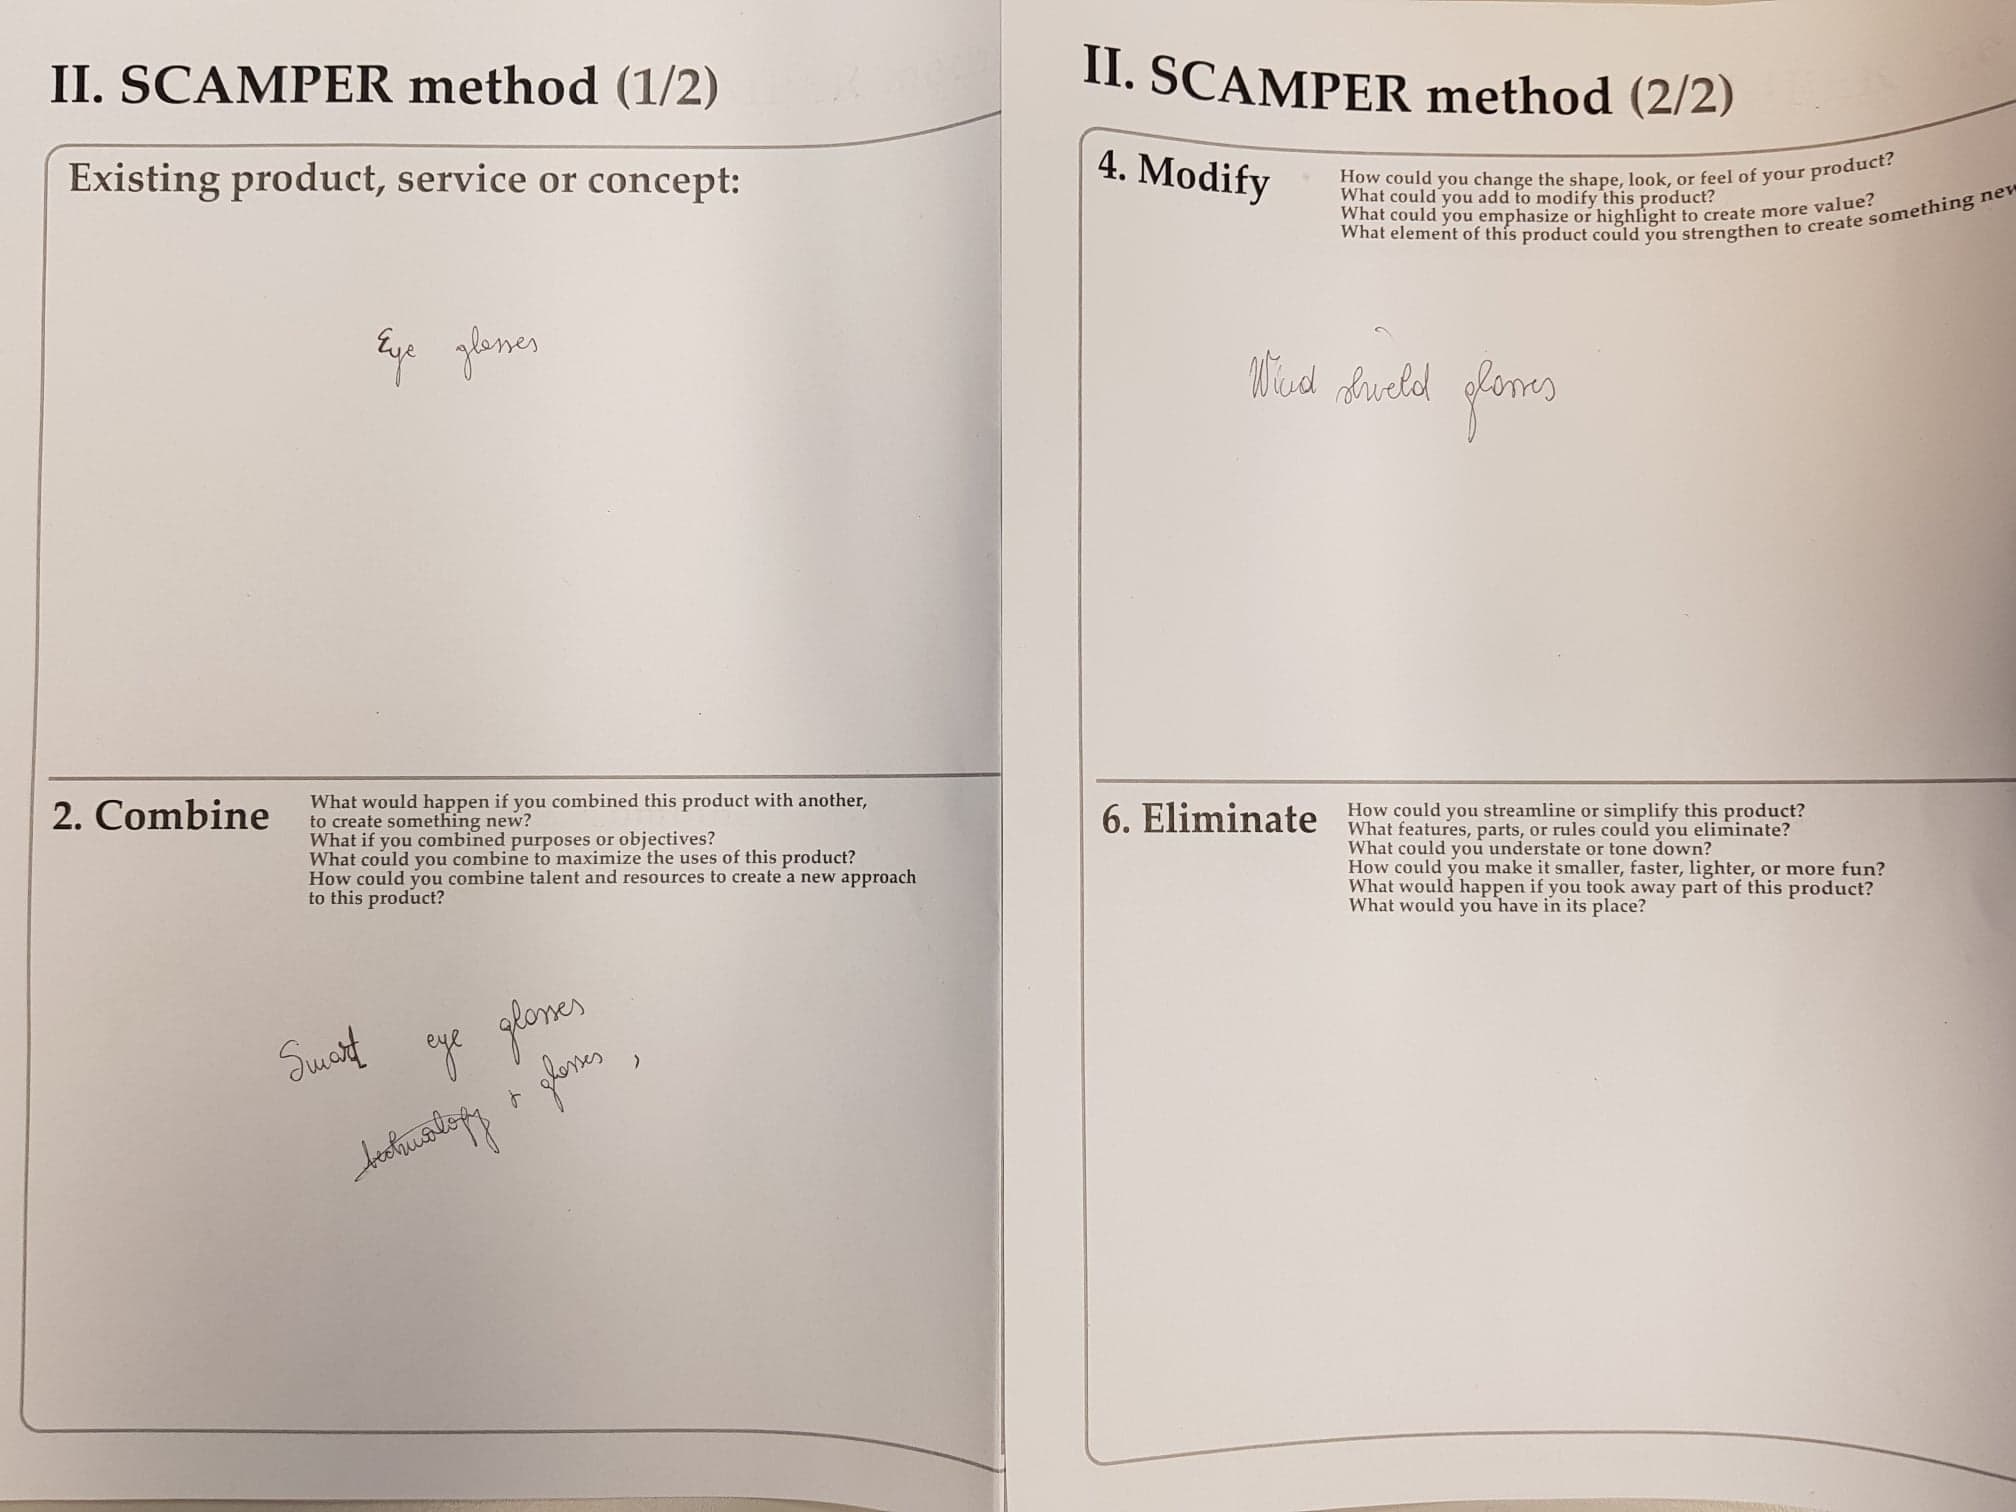 II. SCAMPER method (1/2)
Existing product, service or concept:
Eye glasses
2. Combine
What would happen if you combined this product with another,
to create something new?
What if you combined purposes or objectives?
What could you combine to maximize the uses of this product?
How could you combine talent and resources to create a new approach
to this product?
Smart eye glasses
technology + glasses,
II. SCAMPER method (2/2)
4. Modify
How could you change the shape, look, or feel of your product?
What could you add to modify this product?
What could you emphasize or highlight to create more value?
What element of this product could you strengthen to create something new
Wind shield glasses
6. Eliminate
How could you streamline or simplify this product?
What features, parts, or rules could you eliminate?
What could you understate or tone down?
How could you make it smaller, faster, lighter, or more fun?
What would happen if you took away part of this product?
What would you have in its place?